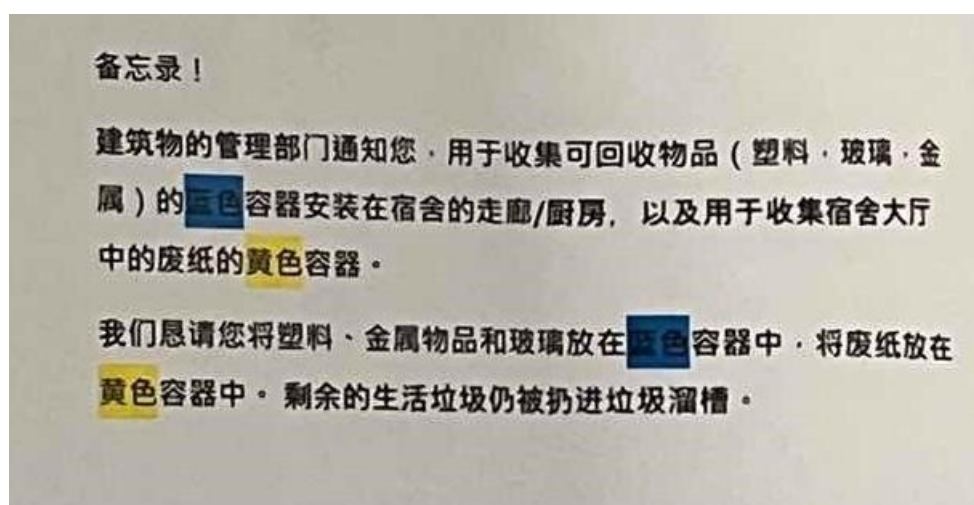 备忘录！
建筑物的管理部门通知您，用于收集可回收物品（塑料，玻璃，金
属）的蓝色容器安装在宿舍的走廊/厨房，以及用于收集宿舍大厅
中的废纸的黄色容器。
我们恳请您将塑料、金属物品和玻璃放在蓝色容器中，将废纸放在
黄色容器中。剩余的生活垃圾仍被扔进垃圾溜槽。